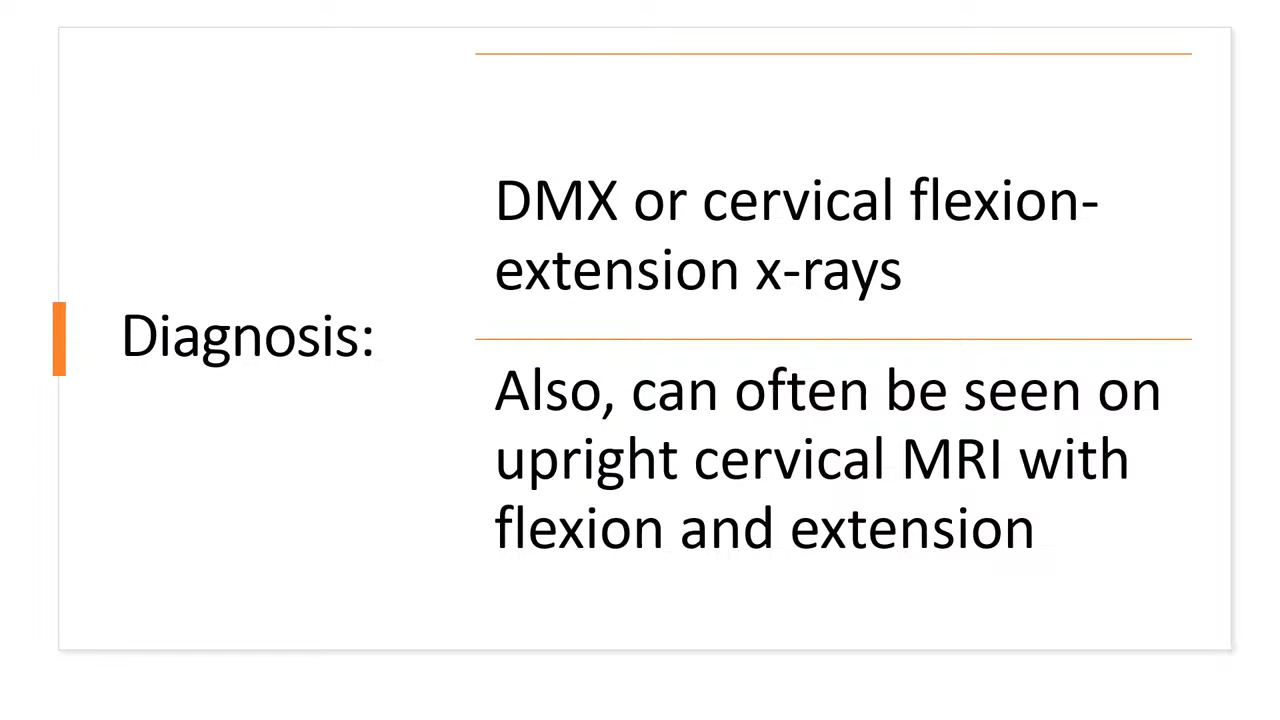 Diagnosis:
DMX or cervical flexion-
extension x-rays
Also, can often be seen on
upright cervical MRI with
flexion and extension